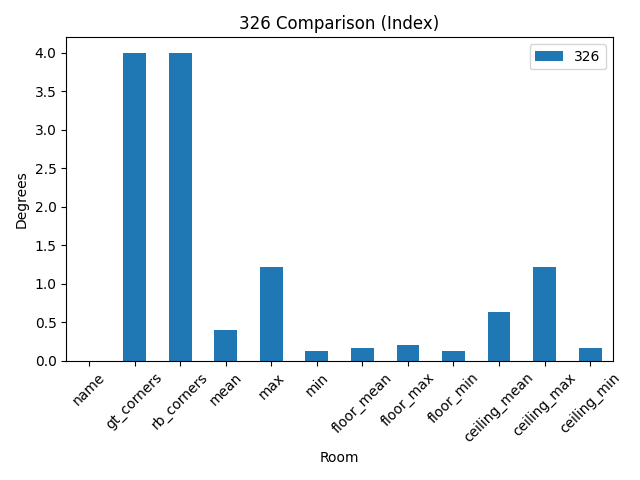 326 Comparison (Index)
326
Degrees
4.0
3.5
3.0
2.5
2.0
1.5
1.0
0.5
0.0
name
gt_corners
rb_corners
mean
max
min
floor_mean
floor_max
floor_min
ceiling_mean
ceiling_max
ceiling_min
Room